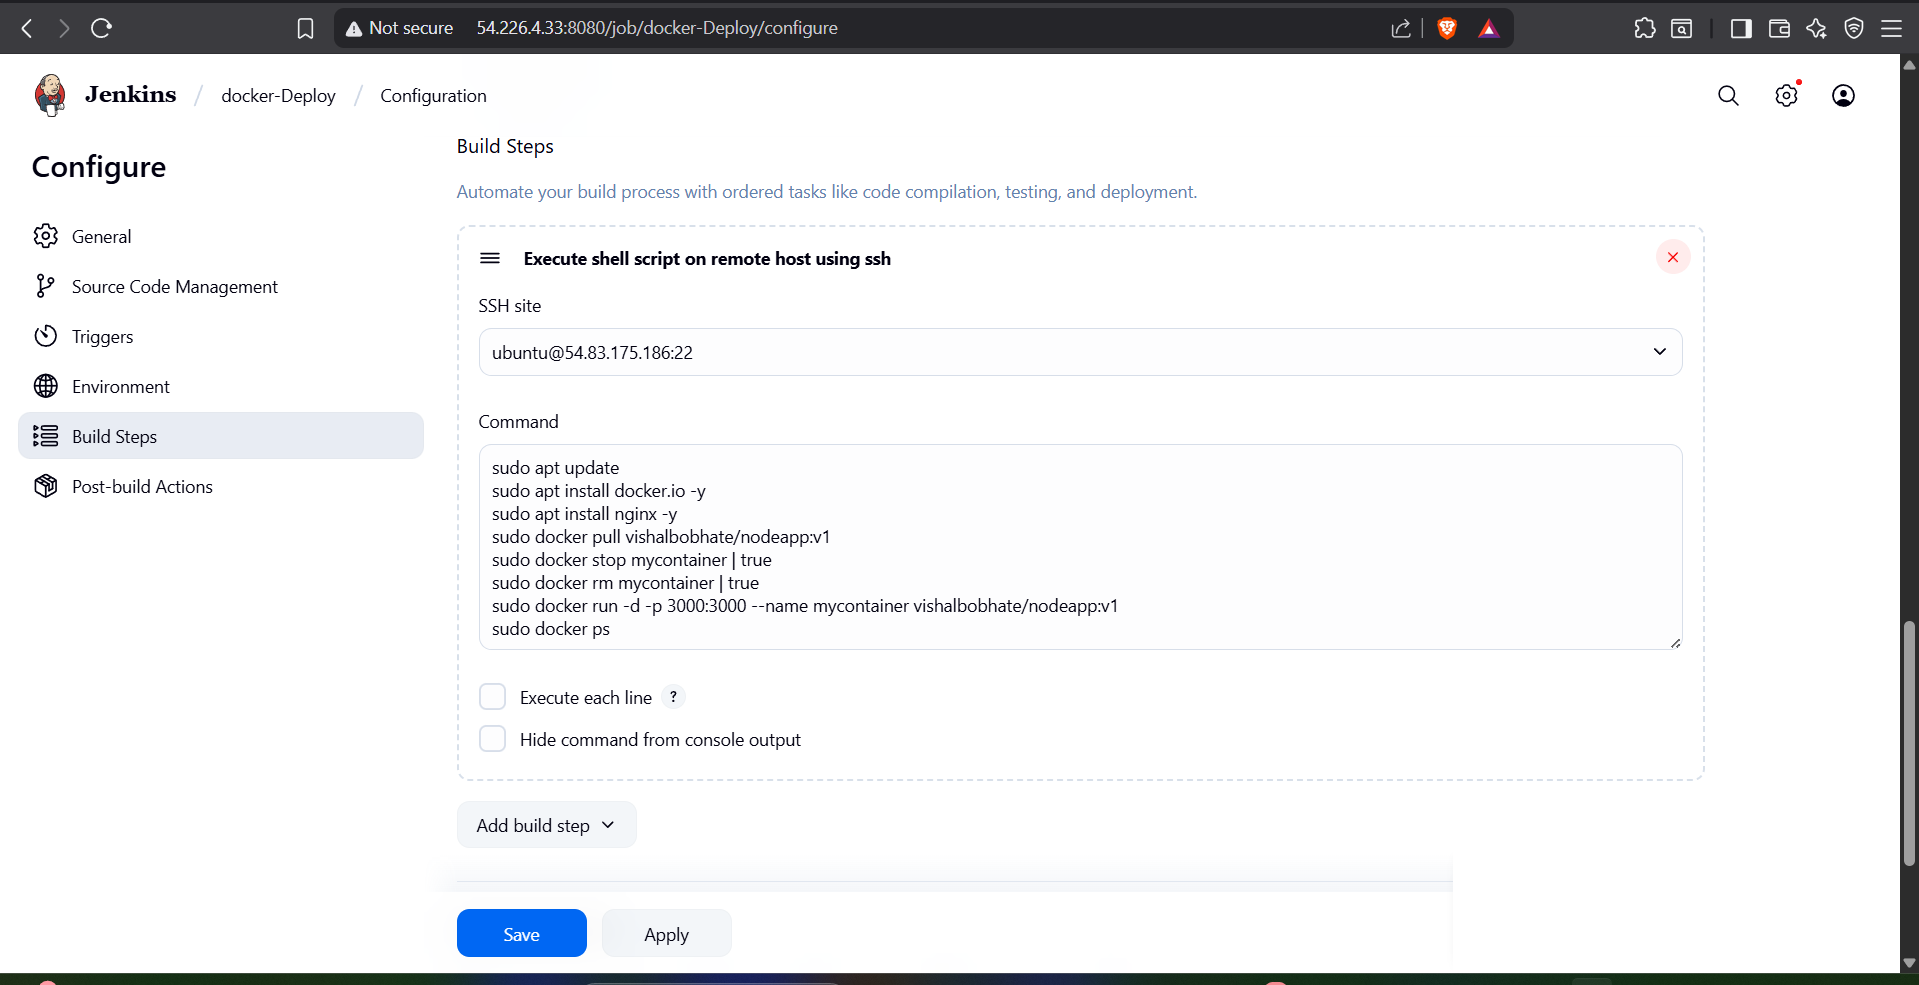 Not secure 54.226.4.33:8080/job/docker-Deploy/configure
Jenkins / docker-Deploy / Configuration
Configure
General
Source Code Management
Triggers
Environment
Build Steps
Post-build Actions
Build Steps
Automate your build process with ordered tasks like code compilation, testing, and deployment.
Execute shell script on remote host using ssh
SSH site
ubuntu@54.83.175.186:22
Command
sudo apt update
sudo apt install docker.io -y
sudo apt install nginx -y
sudo docker pull vishalbobhate/nodeapp:v1
sudo docker stop mycontainer | true
sudo docker rm mycontainer | true
sudo docker run -d -p 3000:3000 --name mycontainer vishalbobhate/nodeapp:v1
sudo docker ps
Execute each line ?
Hide command from console output
Add build step
Save Apply